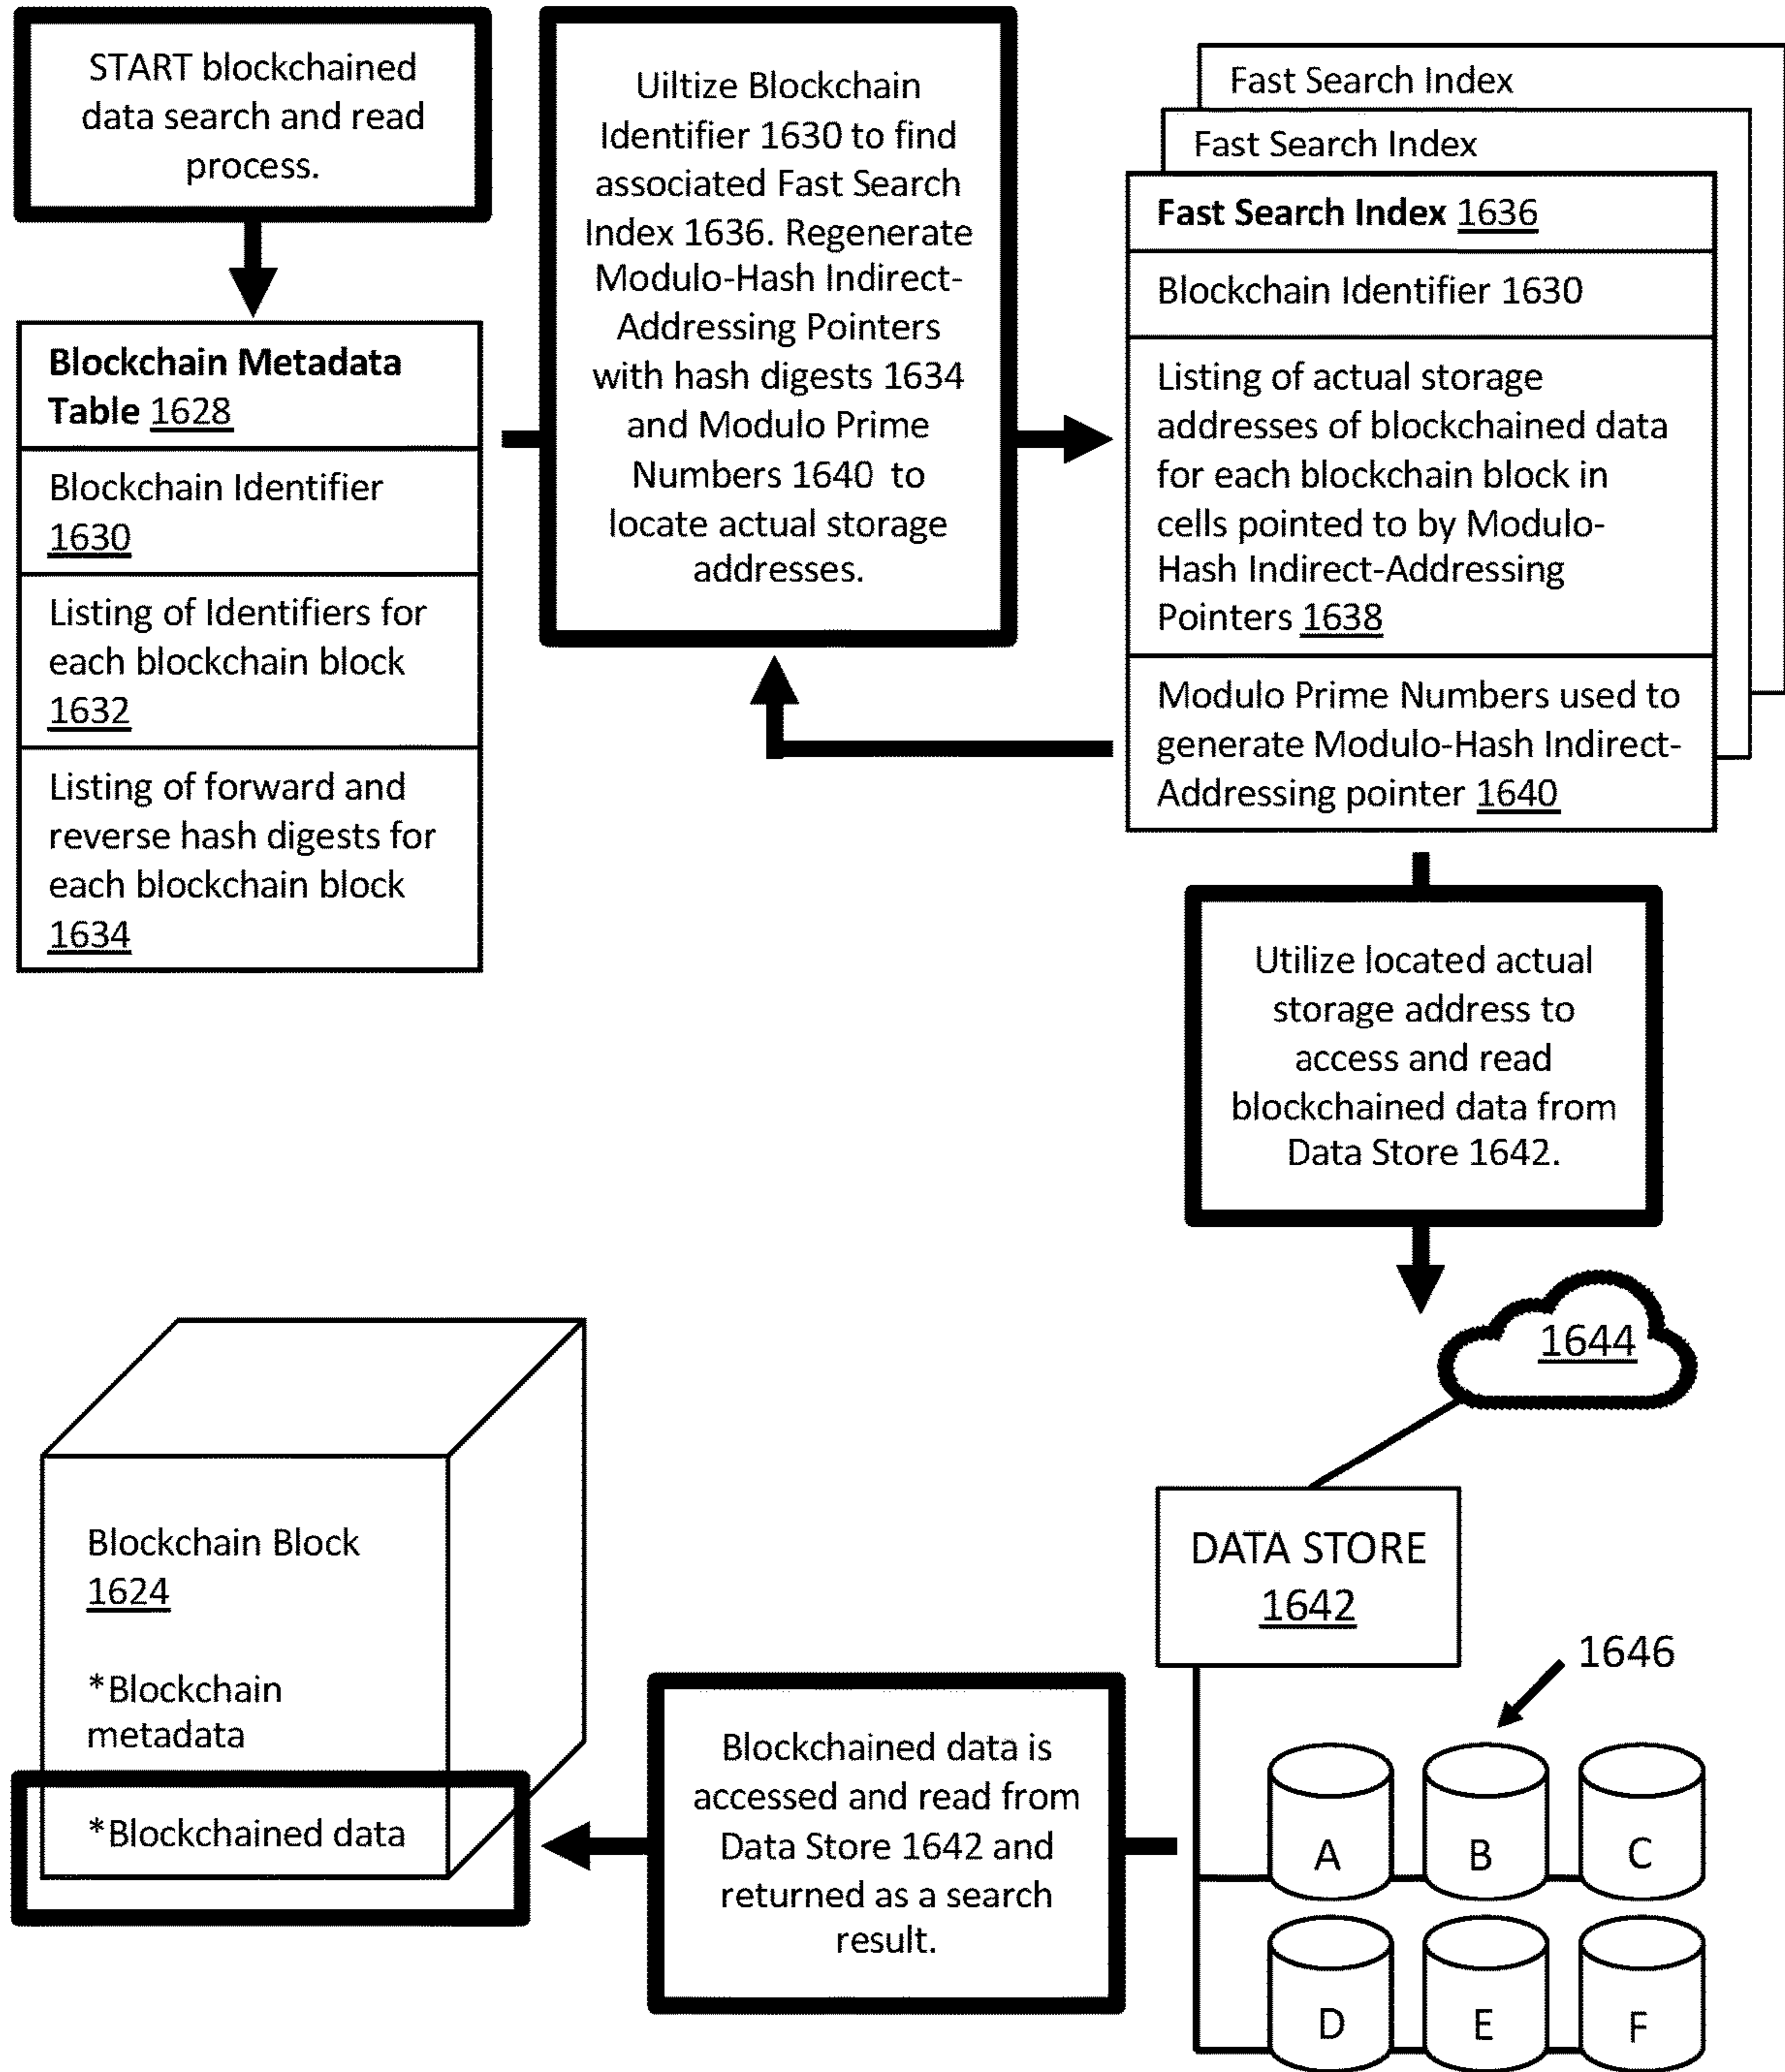 START blockchained
data search and read
process.
Blockchain Metadata
Table 1628
Blockchain Identifier
1630
Listing of Identifiers for
each blockchain block
1632
Listing of forward and
reverse hash digests for
each blockchain block
1634
Uiltize Blockchain
Identifier 1630 to find
associated Fast Search
Index 1636. Regenerate
Modulo-Hash Indirect-
Addressing Pointers
with hash digests 1634
and Modulo Prime
Numbers 1640 to
locate actual storage
addresses.
Fast Search Index
Fast Search Index
Fast Search Index 1636
Blockchain Identifier 1630
Listing of actual storage
addresses of blockchained data
for each blockchain block in
cells pointed to by Modulo-
Hash Indirect-Addressing
Pointers 1638
Modulo Prime Numbers used to
generate Modulo-Hash Indirect-
Addressing pointer 1640
Utilize located actual
storage address to
access and read
blockchained data from
Data Store 1642.
1644
DATA STORE
1642
1646
A
B
C
D
E
F
Blockchained data is
accessed and read from
Data Store 1642 and
returned as a search
result.
Blockchain Block
1624
*Blockchain
metadata
*Blockchained data